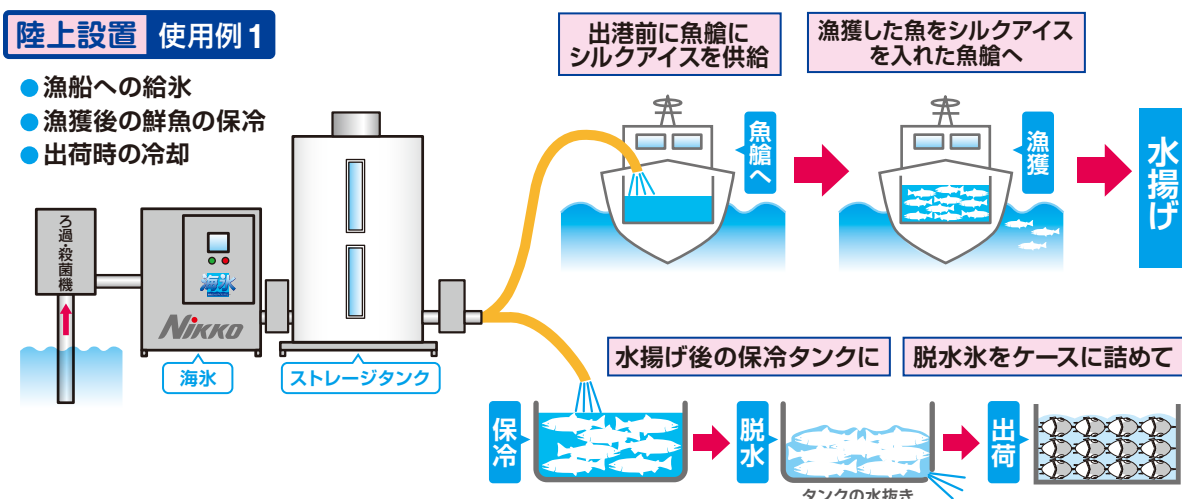 陸上設置 使用例1
●漁船への給氷
●漁獲後の鮮魚の保冷
●出荷時の冷却
出港前に魚艙に
シルクアイスを供給
漁獲した魚をシルクアイス
を入れた魚艙へ
魚艙へ
漁獲
水揚げ
ろ過・殺菌機
海氷
NIKKO
海氷
ストレージタンク
水揚げ後の保冷タンクに
脱水氷をケースに詰めて
保冷
脱水
出荷
タンクの水抜き